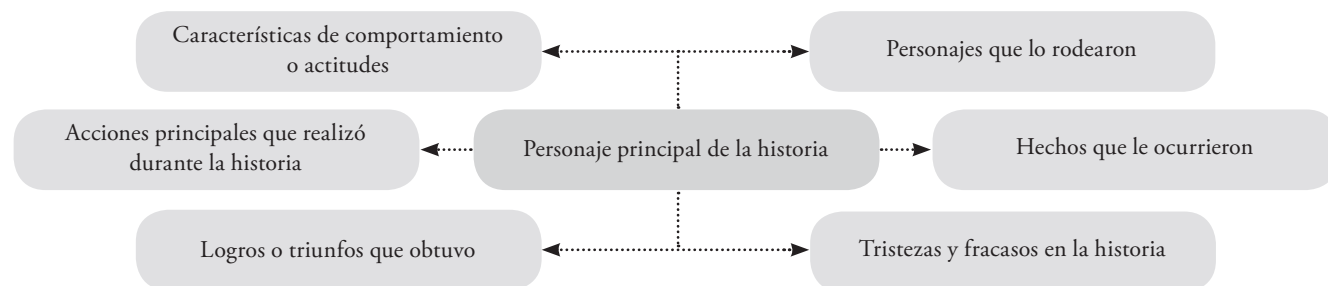 Características de comportamiento
o actitudes
Personajes que lo rodearon
Acciones principales que realizó
durante la historia
Personaje principal de la historia
Hechos que le ocurrieron
Logros o triunfos que obtuvo
Tristezas y fracasos en la historia